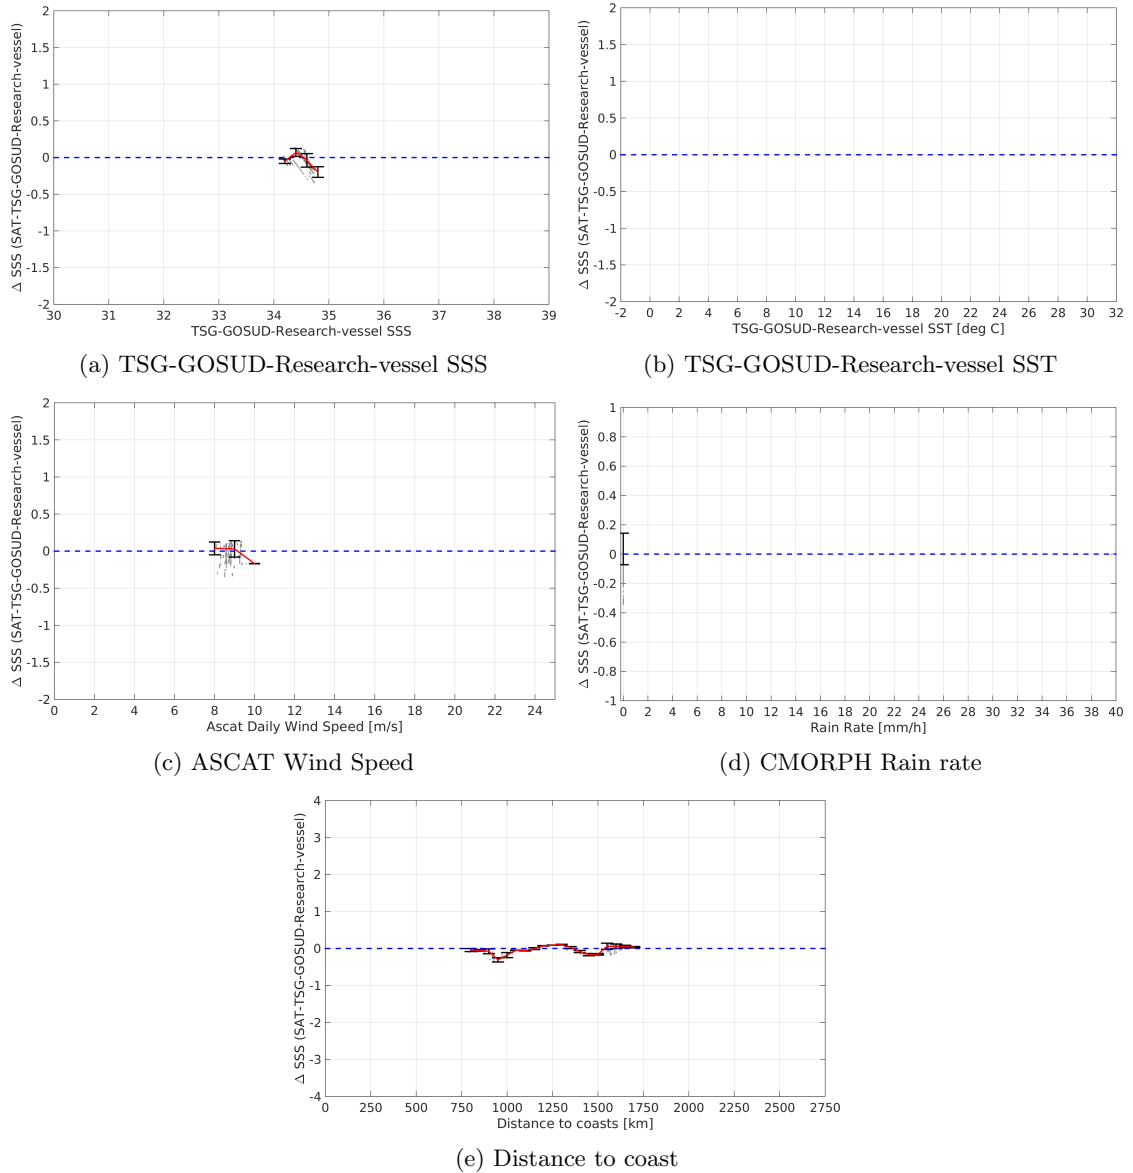 Δ SSS (SAT-TSG-GOSUD-Research-vessel)
2
1.5
1
0.5
0
-0.5
-1
-1.5
-2
30 31 32 33 34 35 36 37 38 39
TSG-GOSUD-Research-vessel SSS
(a) TSG-GOSUD-Research-vessel SSS
Δ SSS (SAT-TSG-GOSUD-Research-vessel)
2
1.5
1
0.5
0
-0.5
-1
-1.5
-2
-2 0 2 4 6 8 10 12 14 16 18 20 22 24 26 28 30 32
TSG-GOSUD-Research-vessel SST [deg C]
(b) TSG-GOSUD-Research-vessel SST
Δ SSS (SAT-TSG-GOSUD-Research-vessel)
2
1.5
1
0.5
0
-0.5
-1
-1.5
-2
0 2 4 6 8 10 12 14 16 18 20 22 24
Ascat Daily Wind Speed [m/s]
(c) ASCAT Wind Speed
Δ SSS (SAT-TSG-GOSUD-Research-vessel)
1
0.8
0.6
0.4
0.2
0
-0.2
-0.4
-0.6
-0.8
-1
0 2 4 6 8 10 12 14 16 18 20 22 24 26 28 30 32 34 36 38 40
Rain Rate [mm/h]
(d) CMORPH Rain rate
Δ SSS (SAT-TSG-GOSUD-Research-vessel)
4
3
2
1
0
-1
-2
-3
-4
0 250 500 750 1000 1250 1500 1750 2000 2250 2500 2750
Distance to coasts [km]
(e) Distance to coast